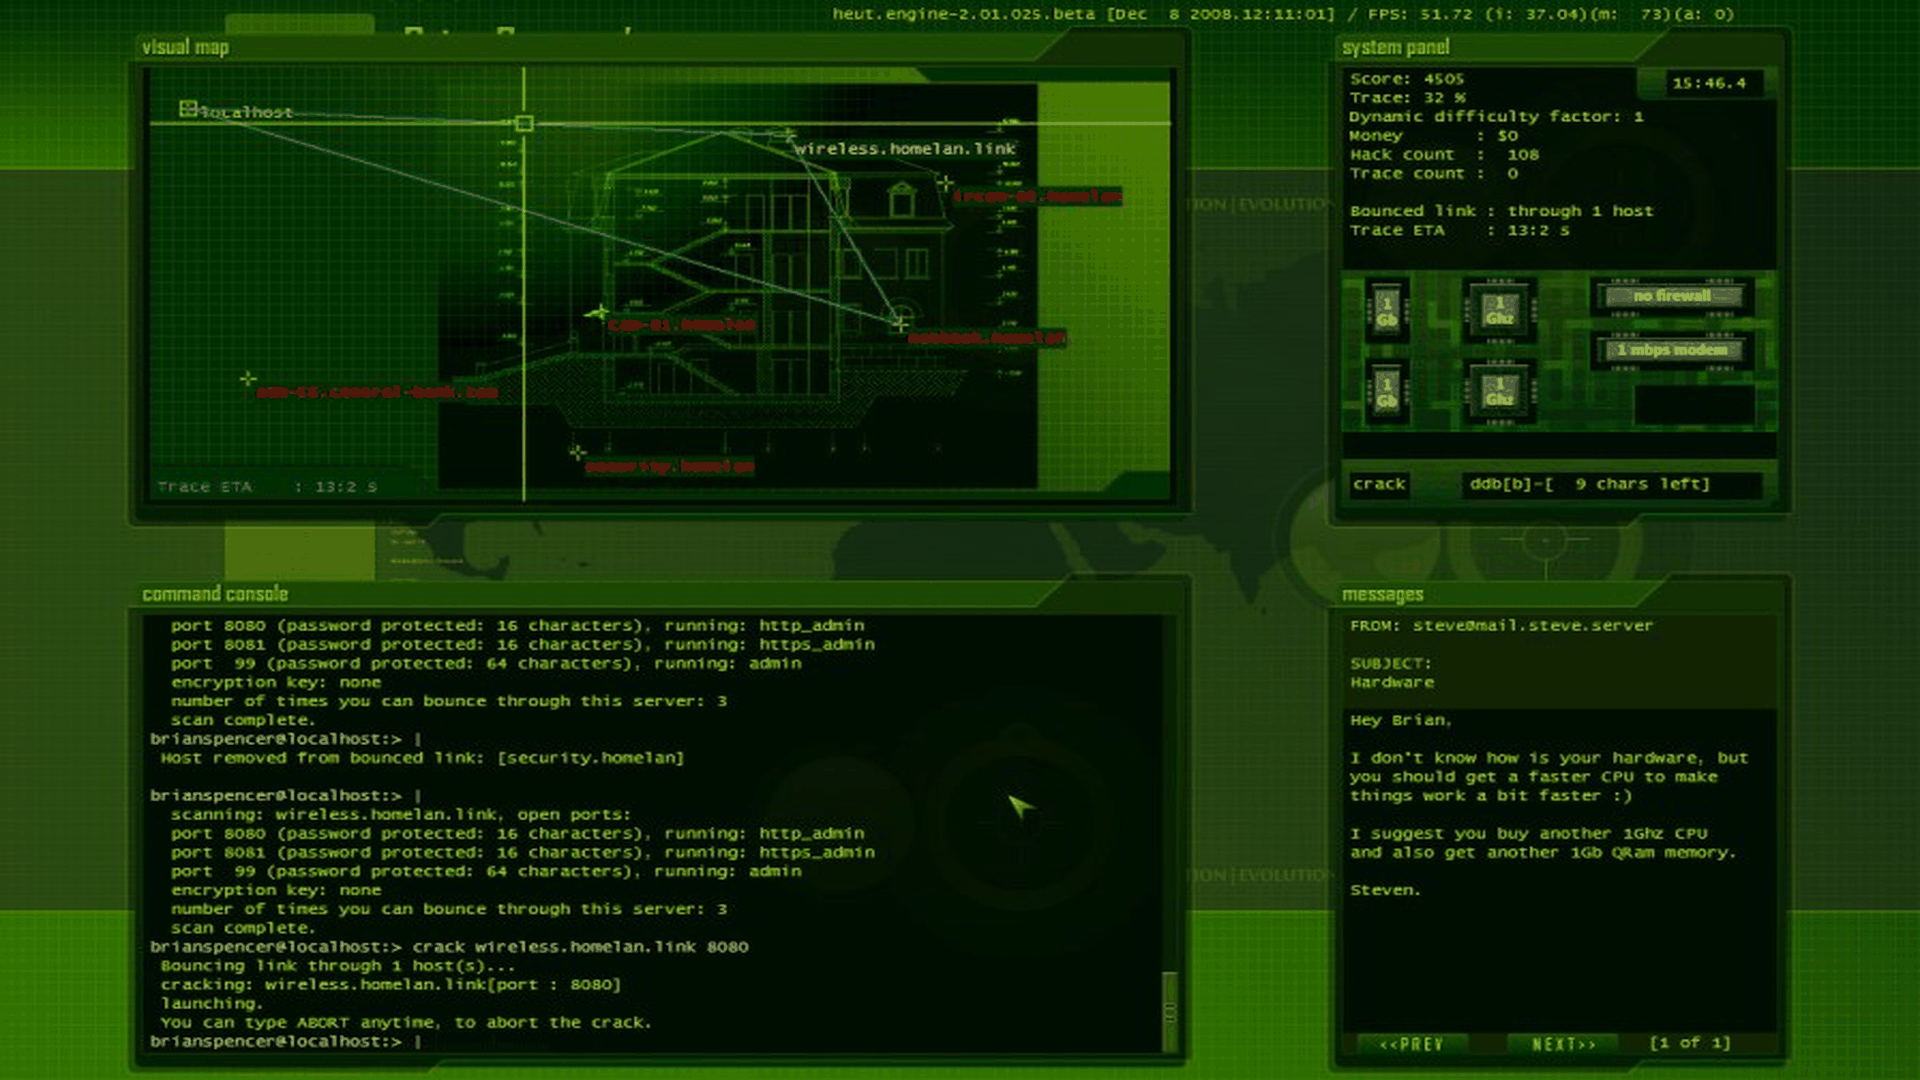 heut.engine-2.01.025.beta [Dec  8 2008.12:11:01] / FPS: 51.72 (i: 37.04)(m:  73)(a: 0)
visual map
localhost
wireless.homelan.link
cam-01.homelan
security.homelan
Trace ETA    : 13:2 s
system panel
15:46.4
Score: 4505
Trace: 32 %
Dynamic difficulty factor: 1
Money       : $0
Hack count  :  108
Trace count :  0
Bounced link : through 1 host
Trace ETA    : 13:2 s
1 Gb
1 Ghz
no firewall
1 mbps modem
1 Gb
1 Ghz
crack
ddb[b]-[  9 chars left]
command console
port 8080 (password protected: 16 characters), running: http_admin
port 8081 (password protected: 16 characters), running: https_admin
port  99 (password protected: 64 characters), running: admin
encryption key: none
number of times you can bounce through this server: 3
scan complete.
brianspencer@localhost:> |
Host removed from bounced link: [security.homelan]
brianspencer@localhost:> |
scanning: wireless.homelan.link, open ports:
port 8080 (password protected: 16 characters), running: http_admin
port 8081 (password protected: 16 characters), running: https_admin
port  99 (password protected: 64 characters), running: admin
encryption key: none
number of times you can bounce through this server: 3
scan complete.
brianspencer@localhost:> crack wireless.homelan.link 8080
Bouncing link through 1 host(s)...
cracking: wireless.homelan.link[port : 8080]
launching.
You can type ABORT anytime, to abort the crack.
brianspencer@localhost:> |
messages
FROM: steve@mail.steve.server
SUBJECT:
Hardware
Hey Brian,
I don't know how is your hardware, but
you should get a faster CPU to make
things work a bit faster :)
I suggest you buy another 1Ghz CPU
and also get another 1Gb QRam memory.
Steven.
<<PREV
NEXT>>
[1 of 1]